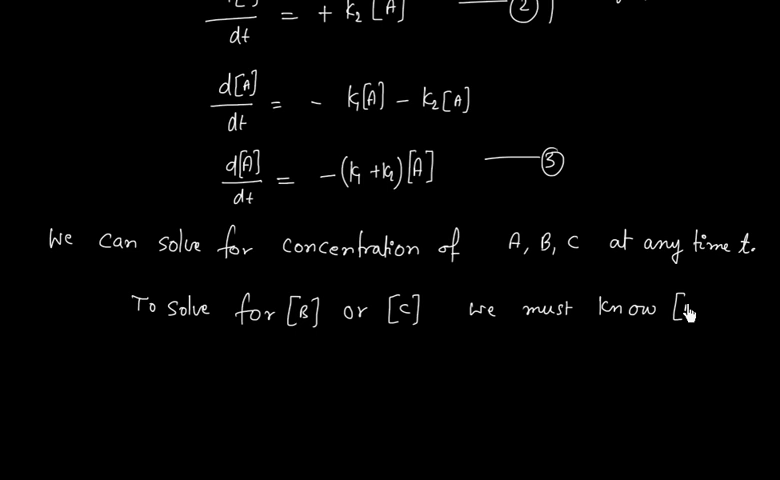 dt = + k₂[A] —— ②
d[A]/dt = - k₁[A] - k₂[A]
d[A]/dt = -(k₁ + k₂)[A] —— ③
We can solve for concentration of A, B, C at any time t.
To solve for [B] or [C] we must know [